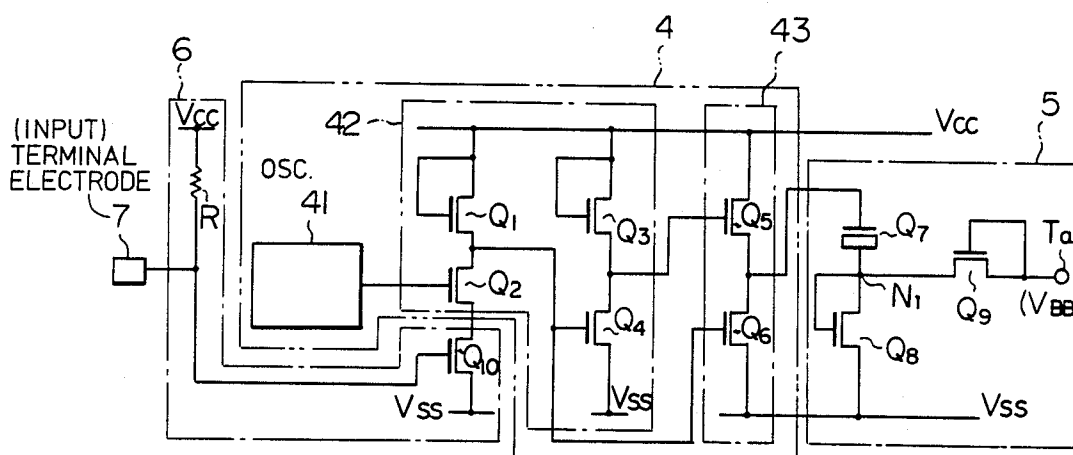 6
4
43
VCC
42
VCC
5
(INPUT)
TERMINAL
ELECTRODE
7
R
OSC.
41
Q1
Q3
Q5
Q7
Ta
Q2
N1
Q9
(VBB
Q4
Q6
Q8
Q10
VSS
VSS
VSS